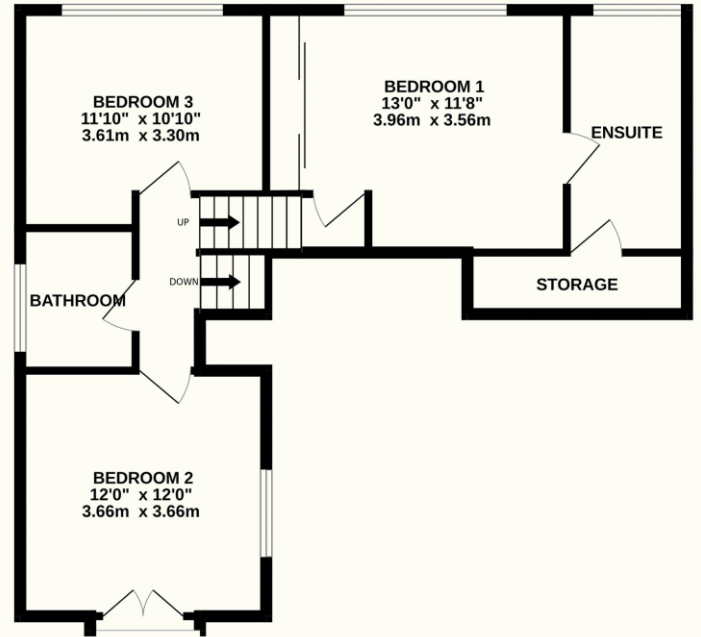 BEDROOM 3
11'10" x 10'10"
3.61m x 3.30m
BEDROOM 1
13'0" x 11'8"
3.96m x 3.56m
ENSUITE
UP
DOWN
BATHROOM
STORAGE
BEDROOM 2
12'0" x 12'0"
3.66m x 3.66m